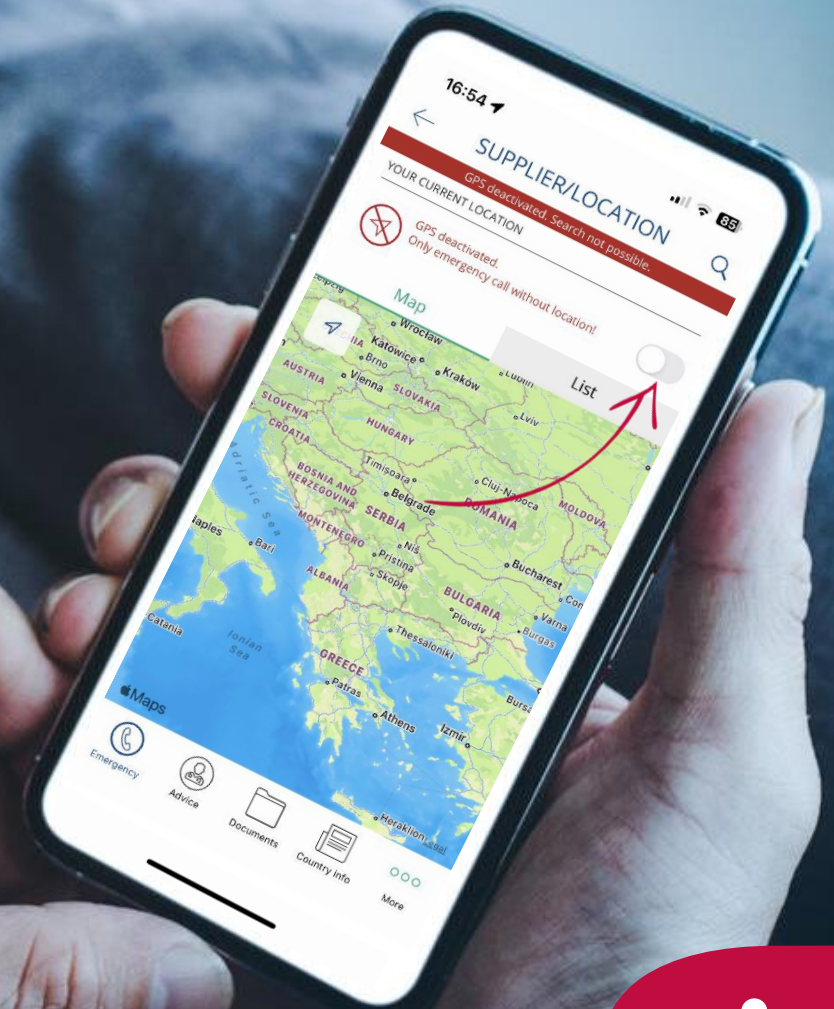 16:54
85
SUPPLIER/LOCATION
GPS deactivated. Search not possible.
YOUR CURRENT LOCATION
GPS deactivated.
Only emergency call without location!
Map
List
Wrocław
Katowice
Kraków
Lublin
Brno
Lviv
AUSTRIA
Vienna
SLOVAKIA
SLOVENIA
HUNGARY
CROATIA
Timișoara
Cluj-Napoca
MOLDOVA
BOSNIA AND
HERZEGOVINA
Belgrade
ROMANIA
Adriatic Sea
SERBIA
MONTENEGRO
Niš
Pristina
Bucharest
Naples
Bari
Skopje
ALBANIA
BULGARIA
Plovdiv
Varna
Burgas
Thessaloniki
Catania
Ionian
Sea
GREECE
Patras
Athens
Izmir
Maps
Heraklion
Legal
Emergency
Advice
Documents
Country Info
More